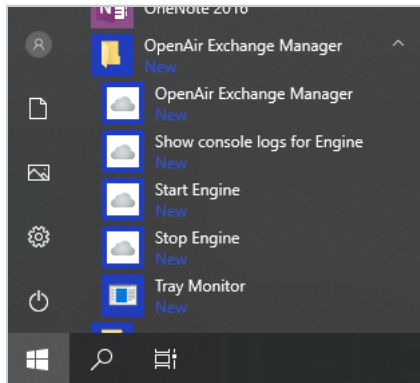 OneNote 2016
OpenAir Exchange Manager
New
OpenAir Exchange Manager
New
Show console logs for Engine
New
Start Engine
New
Stop Engine
New
Tray Monitor
New